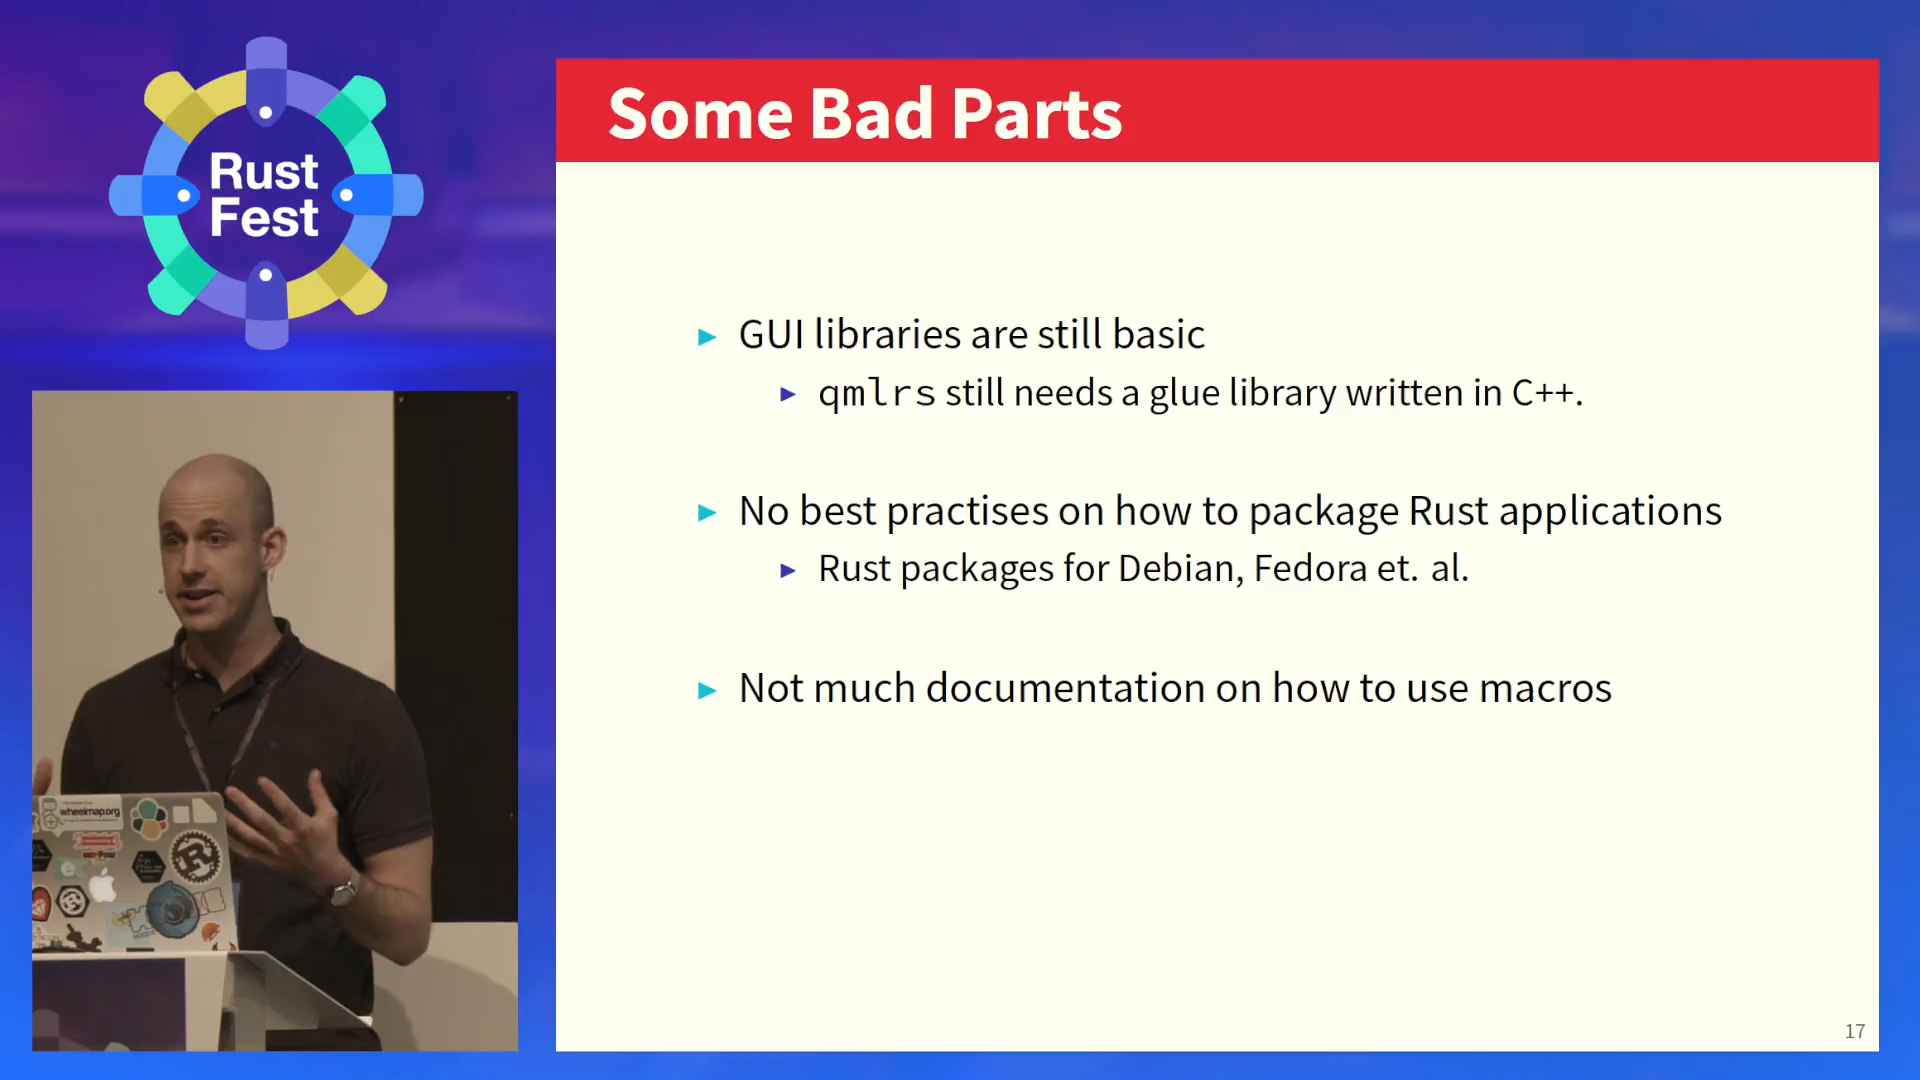 Rust
Fest
Some Bad Parts
GUI libraries are still basic
qmlrs still needs a glue library written in C++.
No best practises on how to package Rust applications
Rust packages for Debian, Fedora et. al.
Not much documentation on how to use macros
17
wheelmap.org
R